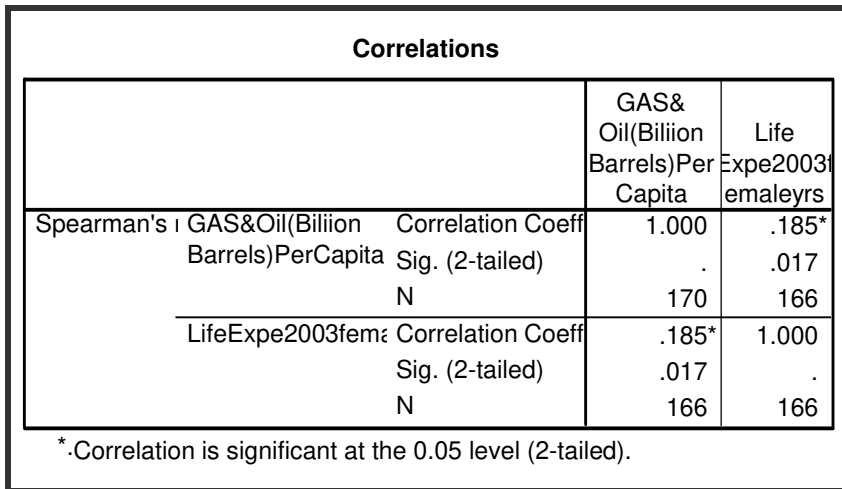 Correlations
GAS&
Oil(Biliion
Barrels)Per
Capita
Life
Expe2003f
emaleyrs
Spearman's r GAS&Oil(Biliion
Barrels)PerCapita
Correlation Coeff 1.000 .185*
Sig. (2-tailed) . .017
N 170 166
LifeExpe2003fema Correlation Coeff .185* 1.000
Sig. (2-tailed) .017 .
N 166 166
*.Correlation is significant at the 0.05 level (2-tailed).